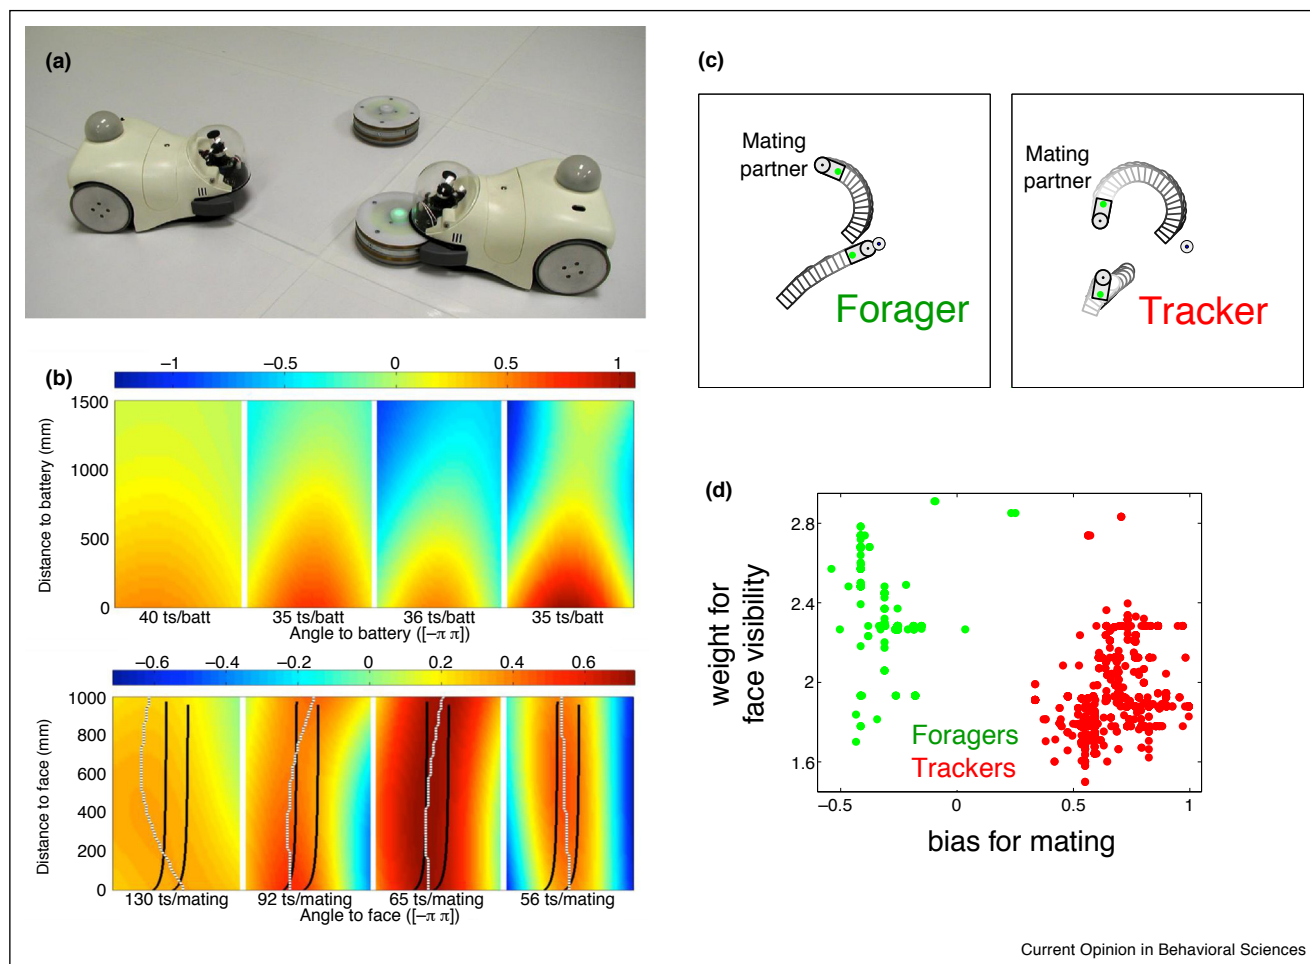 (a)
(b)
−1 −0.5 0 0.5 1
Distance to battery (mm)
1500
1000
500
0
40 ts/batt 35 ts/batt 36 ts/batt 35 ts/batt
Angle to battery ([−π π])
−0.6 −0.4 −0.2 0 0.2 0.4 0.6
Distance to face (mm)
1000
800
600
400
200
0
130 ts/mating 92 ts/mating 65 ts/mating 56 ts/mating
Angle to face ([−π π])
(c)
Mating
partner
Forager
Mating
partner
Tracker
(d)
weight for
face visibility
2.8
2.4
2
1.6
Foragers
Trackers
−0.5 0 0.5 1
bias for mating
Current Opinion in Behavioral Sciences